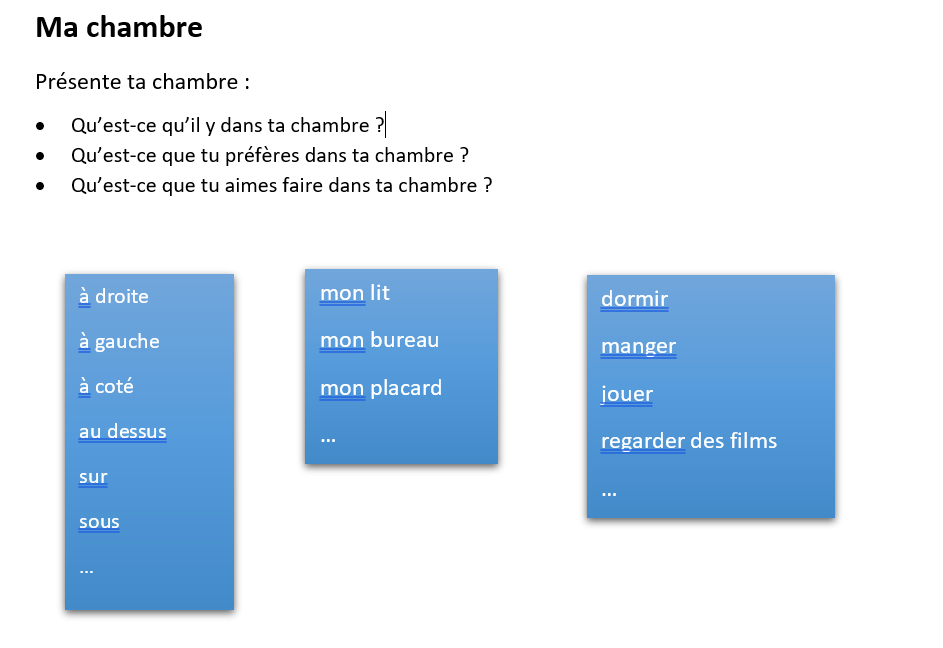 Ma chambre
Présente ta chambre :
• Qu’est-ce qu’il y dans ta chambre ?
• Qu’est-ce que tu préfères dans ta chambre ?
• Qu’est-ce que tu aimes faire dans ta chambre ?
à droite
à gauche
à coté
au dessus
sur
sous
...
mon lit
mon bureau
mon placard
...
dormir
manger
jouer
regarder des films
...